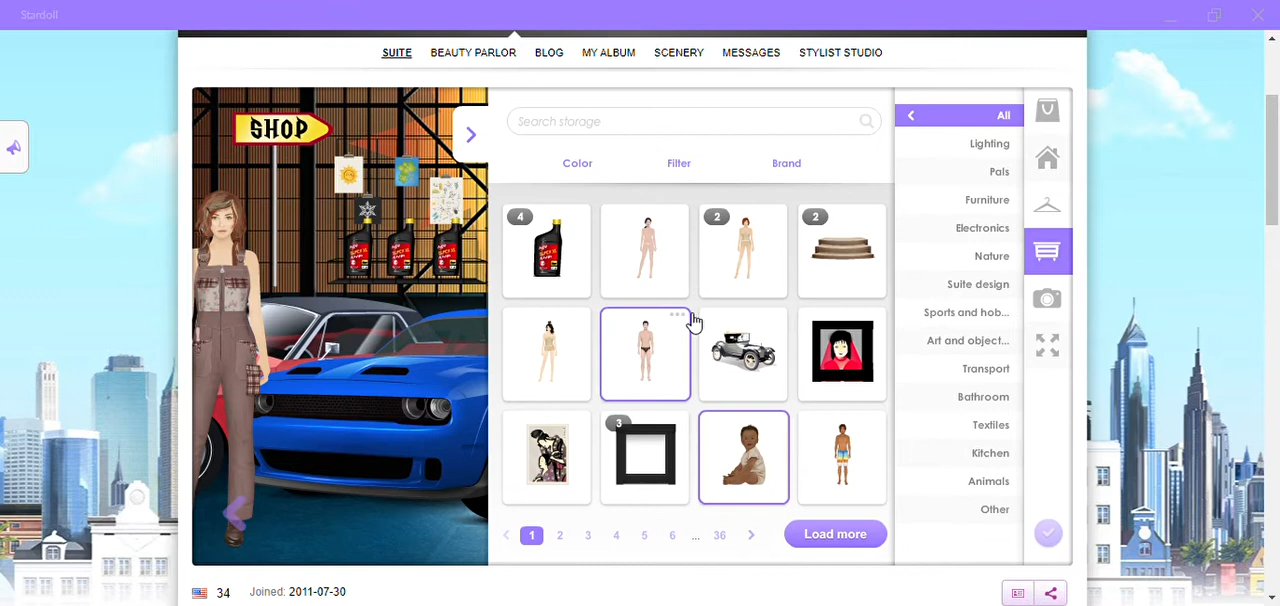 Stardoll
SUITE BEAUTY PARLOR BLOG MY ALBUM SCENERY MESSAGES STYLIST STUDIO
SHOP
Search storage
Color Filter Brand
4
2
2
3
All
Lighting
Pals
Furniture
Electronics
Nature
Suite design
Sports and hob...
Art and object...
Transport
Bathroom
Textiles
Kitchen
Animals
Other
1 2 3 4 5 6 ... 36
Load more
34 Joined: 2011-07-30